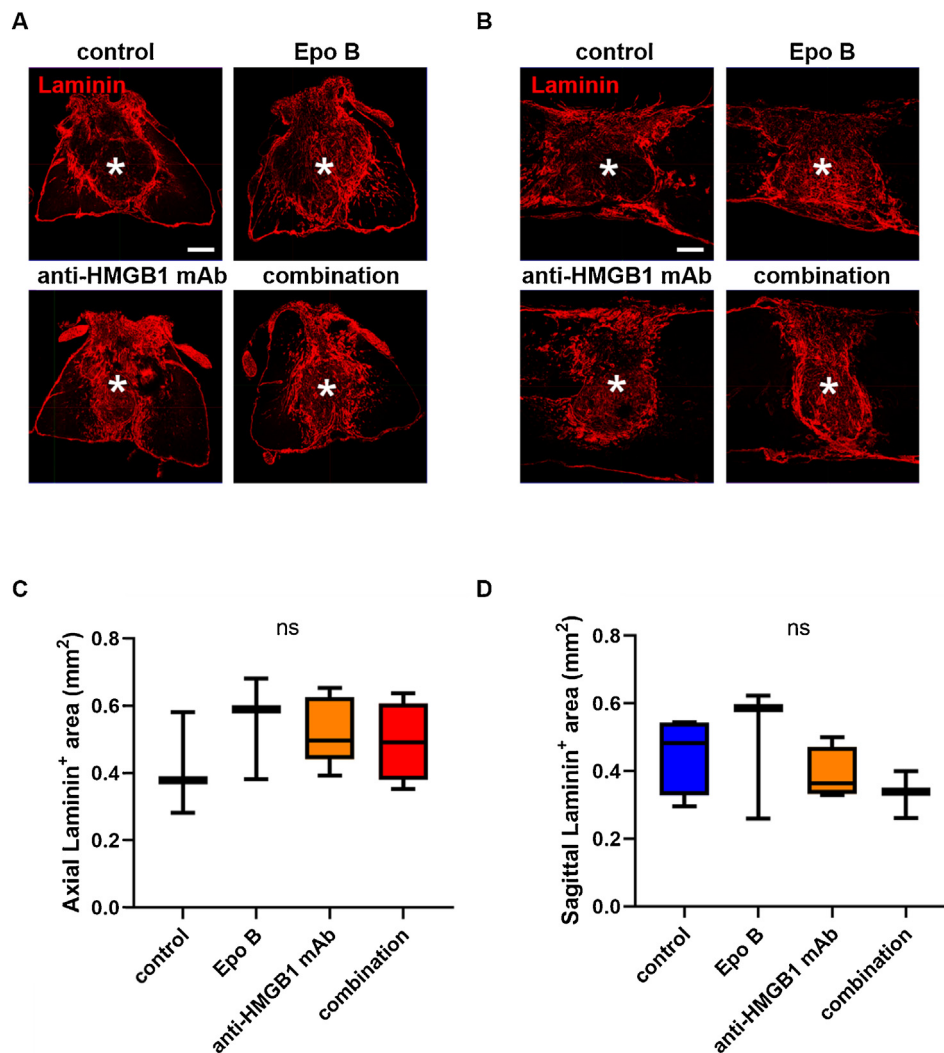 A
control
Epo B
Laminin
*
*
anti-HMGB1 mAb
combination
*
*
B
control
Epo B
Laminin
*
*
anti-HMGB1 mAb
combination
*
*
C
ns
Axial Laminin⁺ area (mm²)
0.8
0.6
0.4
0.2
0.0
control
Epo B
anti-HMGB1 mAb
combination
D
ns
Sagittal Laminin⁺ area (mm²)
0.8
0.6
0.4
0.2
0.0
control
Epo B
anti-HMGB1 mAb
combination